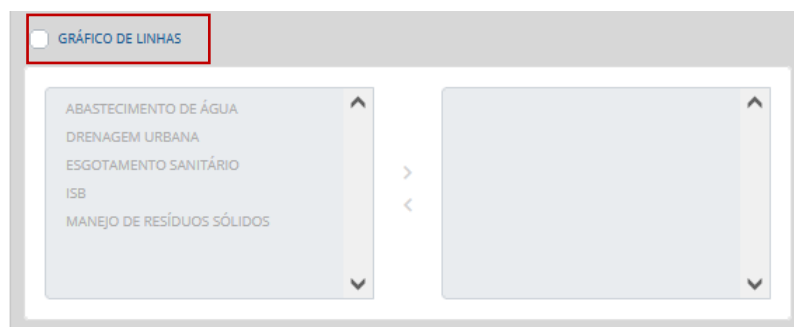 GRÁFICO DE LINHAS
ABASTECIMENTO DE ÁGUA
DRENAGEM URBANA
ESGOTAMENTO SANITÁRIO
ISB
MANEJO DE RESÍDUOS SÓLIDOS